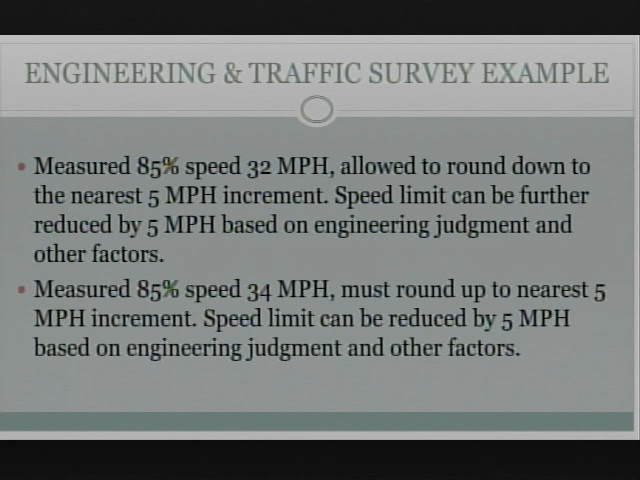 ENGINEERING & TRAFFIC SURVEY EXAMPLE
• Measured 85% speed 32 MPH, allowed to round down to
the nearest 5 MPH increment. Speed limit can be further
reduced by 5 MPH based on engineering judgment and
other factors.
• Measured 85% speed 34 MPH, must round up to nearest 5
MPH increment. Speed limit can be reduced by 5 MPH
based on engineering judgment and other factors.